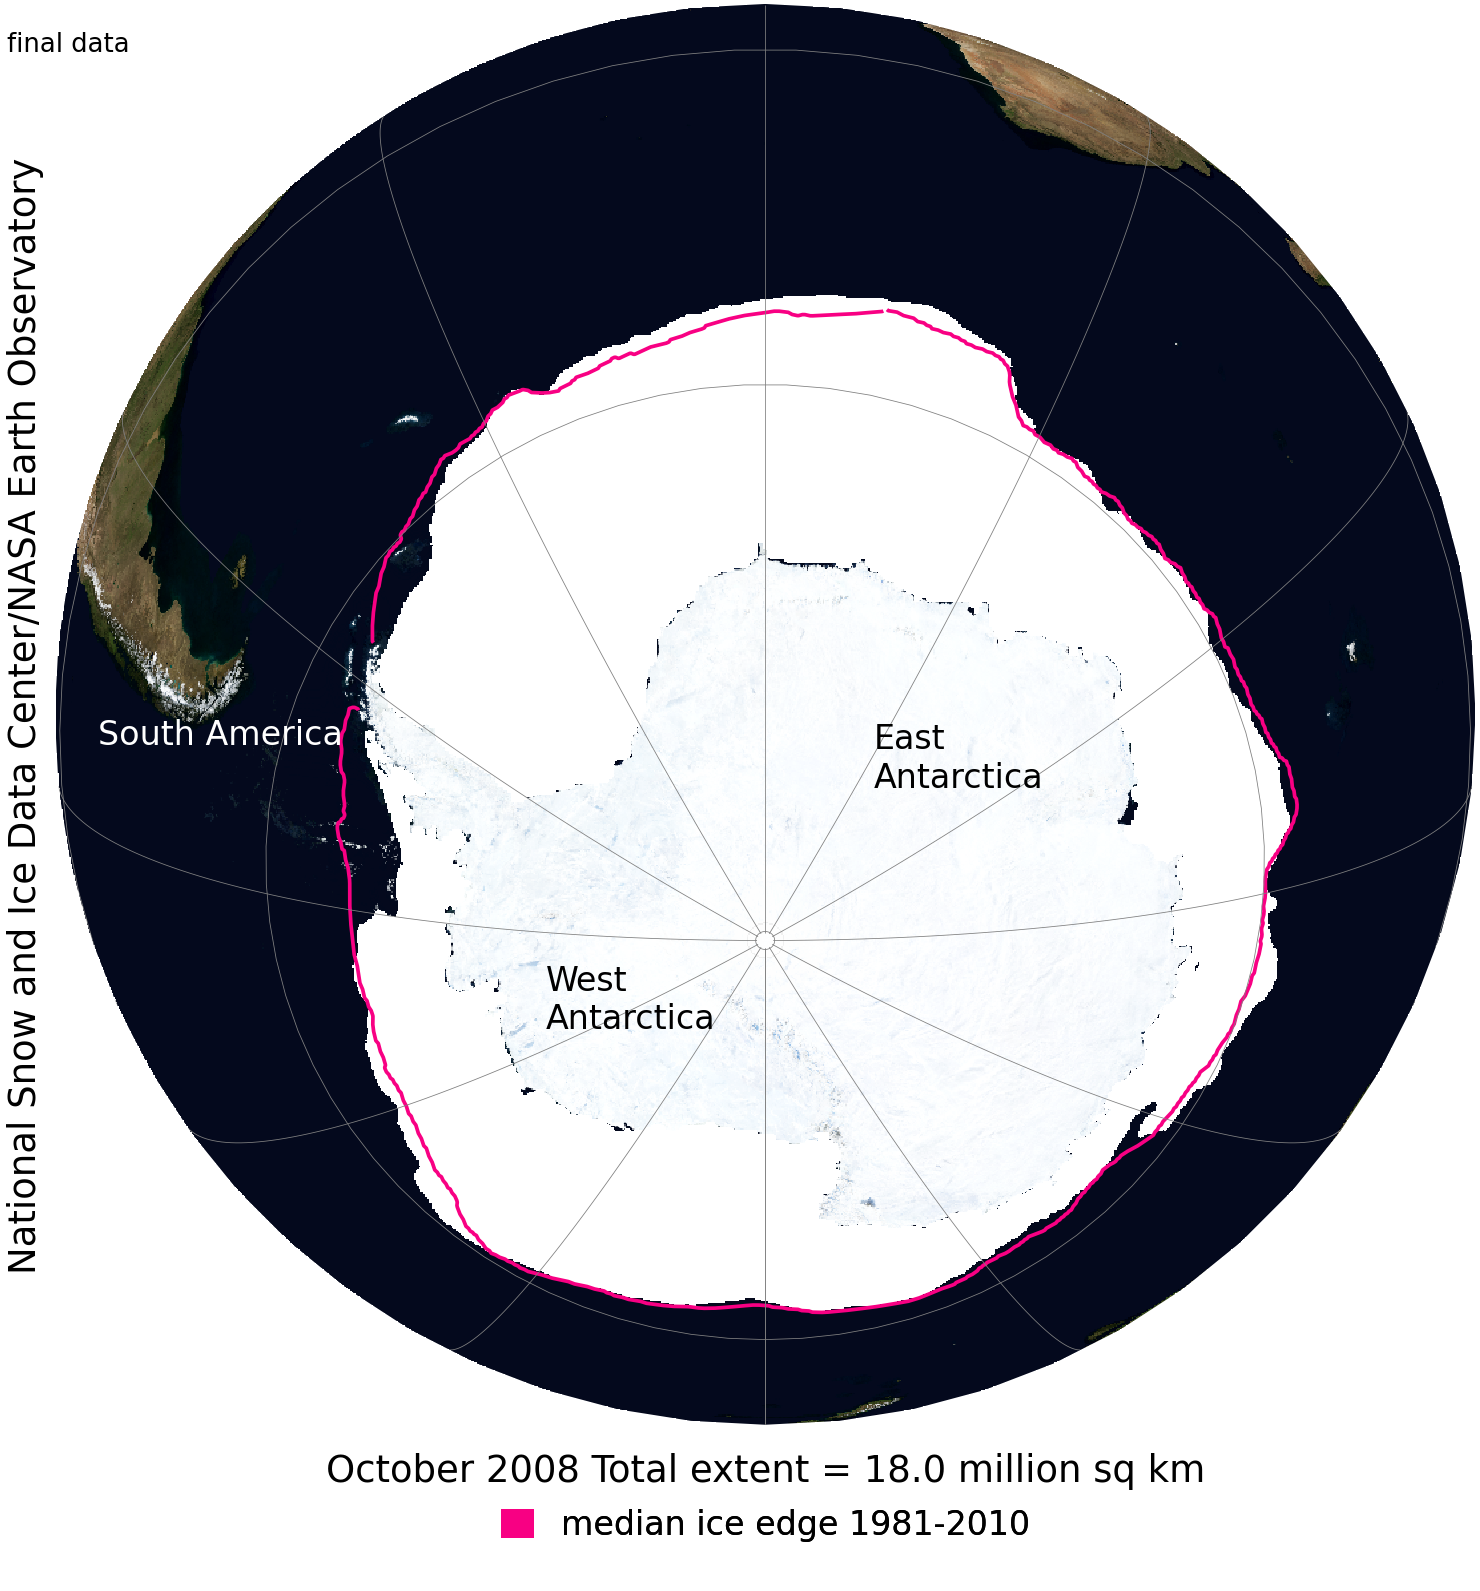 final data
National Snow and Ice Data Center/NASA Earth Observatory
South America
East
Antarctica
West
Antarctica
October 2008 Total extent = 18.0 million sq km
median ice edge 1981-2010